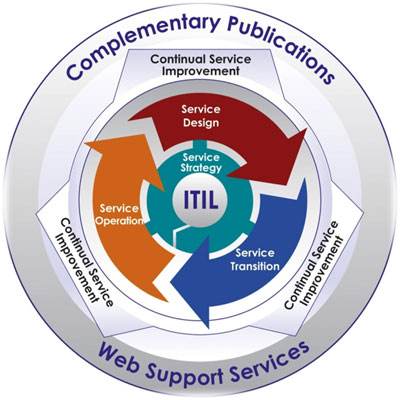 Complementary Publications
Continual Service
Improvement
Service
Design
Service
Strategy
ITIL
Service
Operation
Service
Transition
Continual Service
Improvement
Continual Service
Improvement
Web Support Services